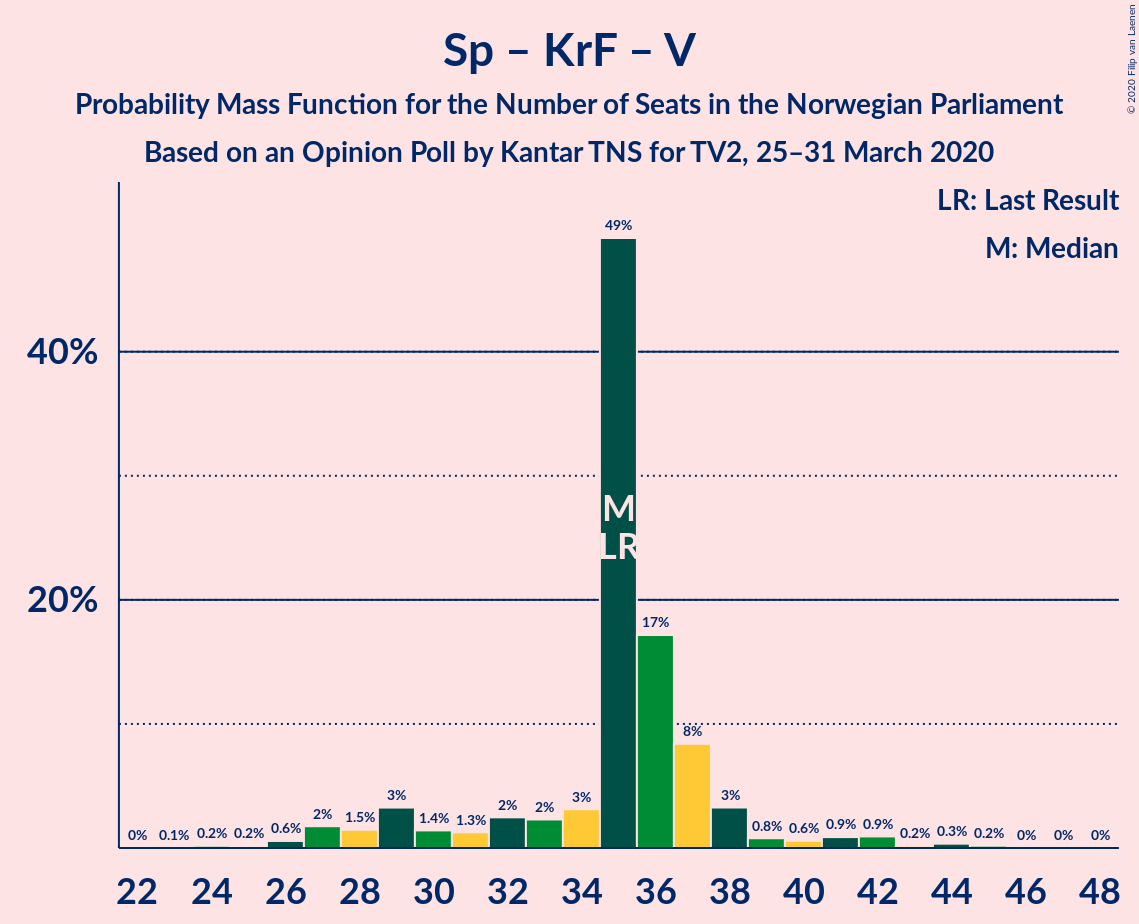 Sp – KrF – V
Probability Mass Function for the Number of Seats in the Norwegian Parliament
Based on an Opinion Poll by Kantar TNS for TV2, 25–31 March 2020
© 2020 Filip van Laenen
LR: Last Result
M: Median
40%
20%
0% 0.1% 0.2% 0.2% 0.6% 2% 1.5% 3% 1.4% 1.3% 2% 2% 3% 49% 17% 8% 3% 0.8% 0.6% 0.9% 0.9% 0.2% 0.3% 0.2% 0% 0% 0%
M
LR
22 24 26 28 30 32 34 36 38 40 42 44 46 48